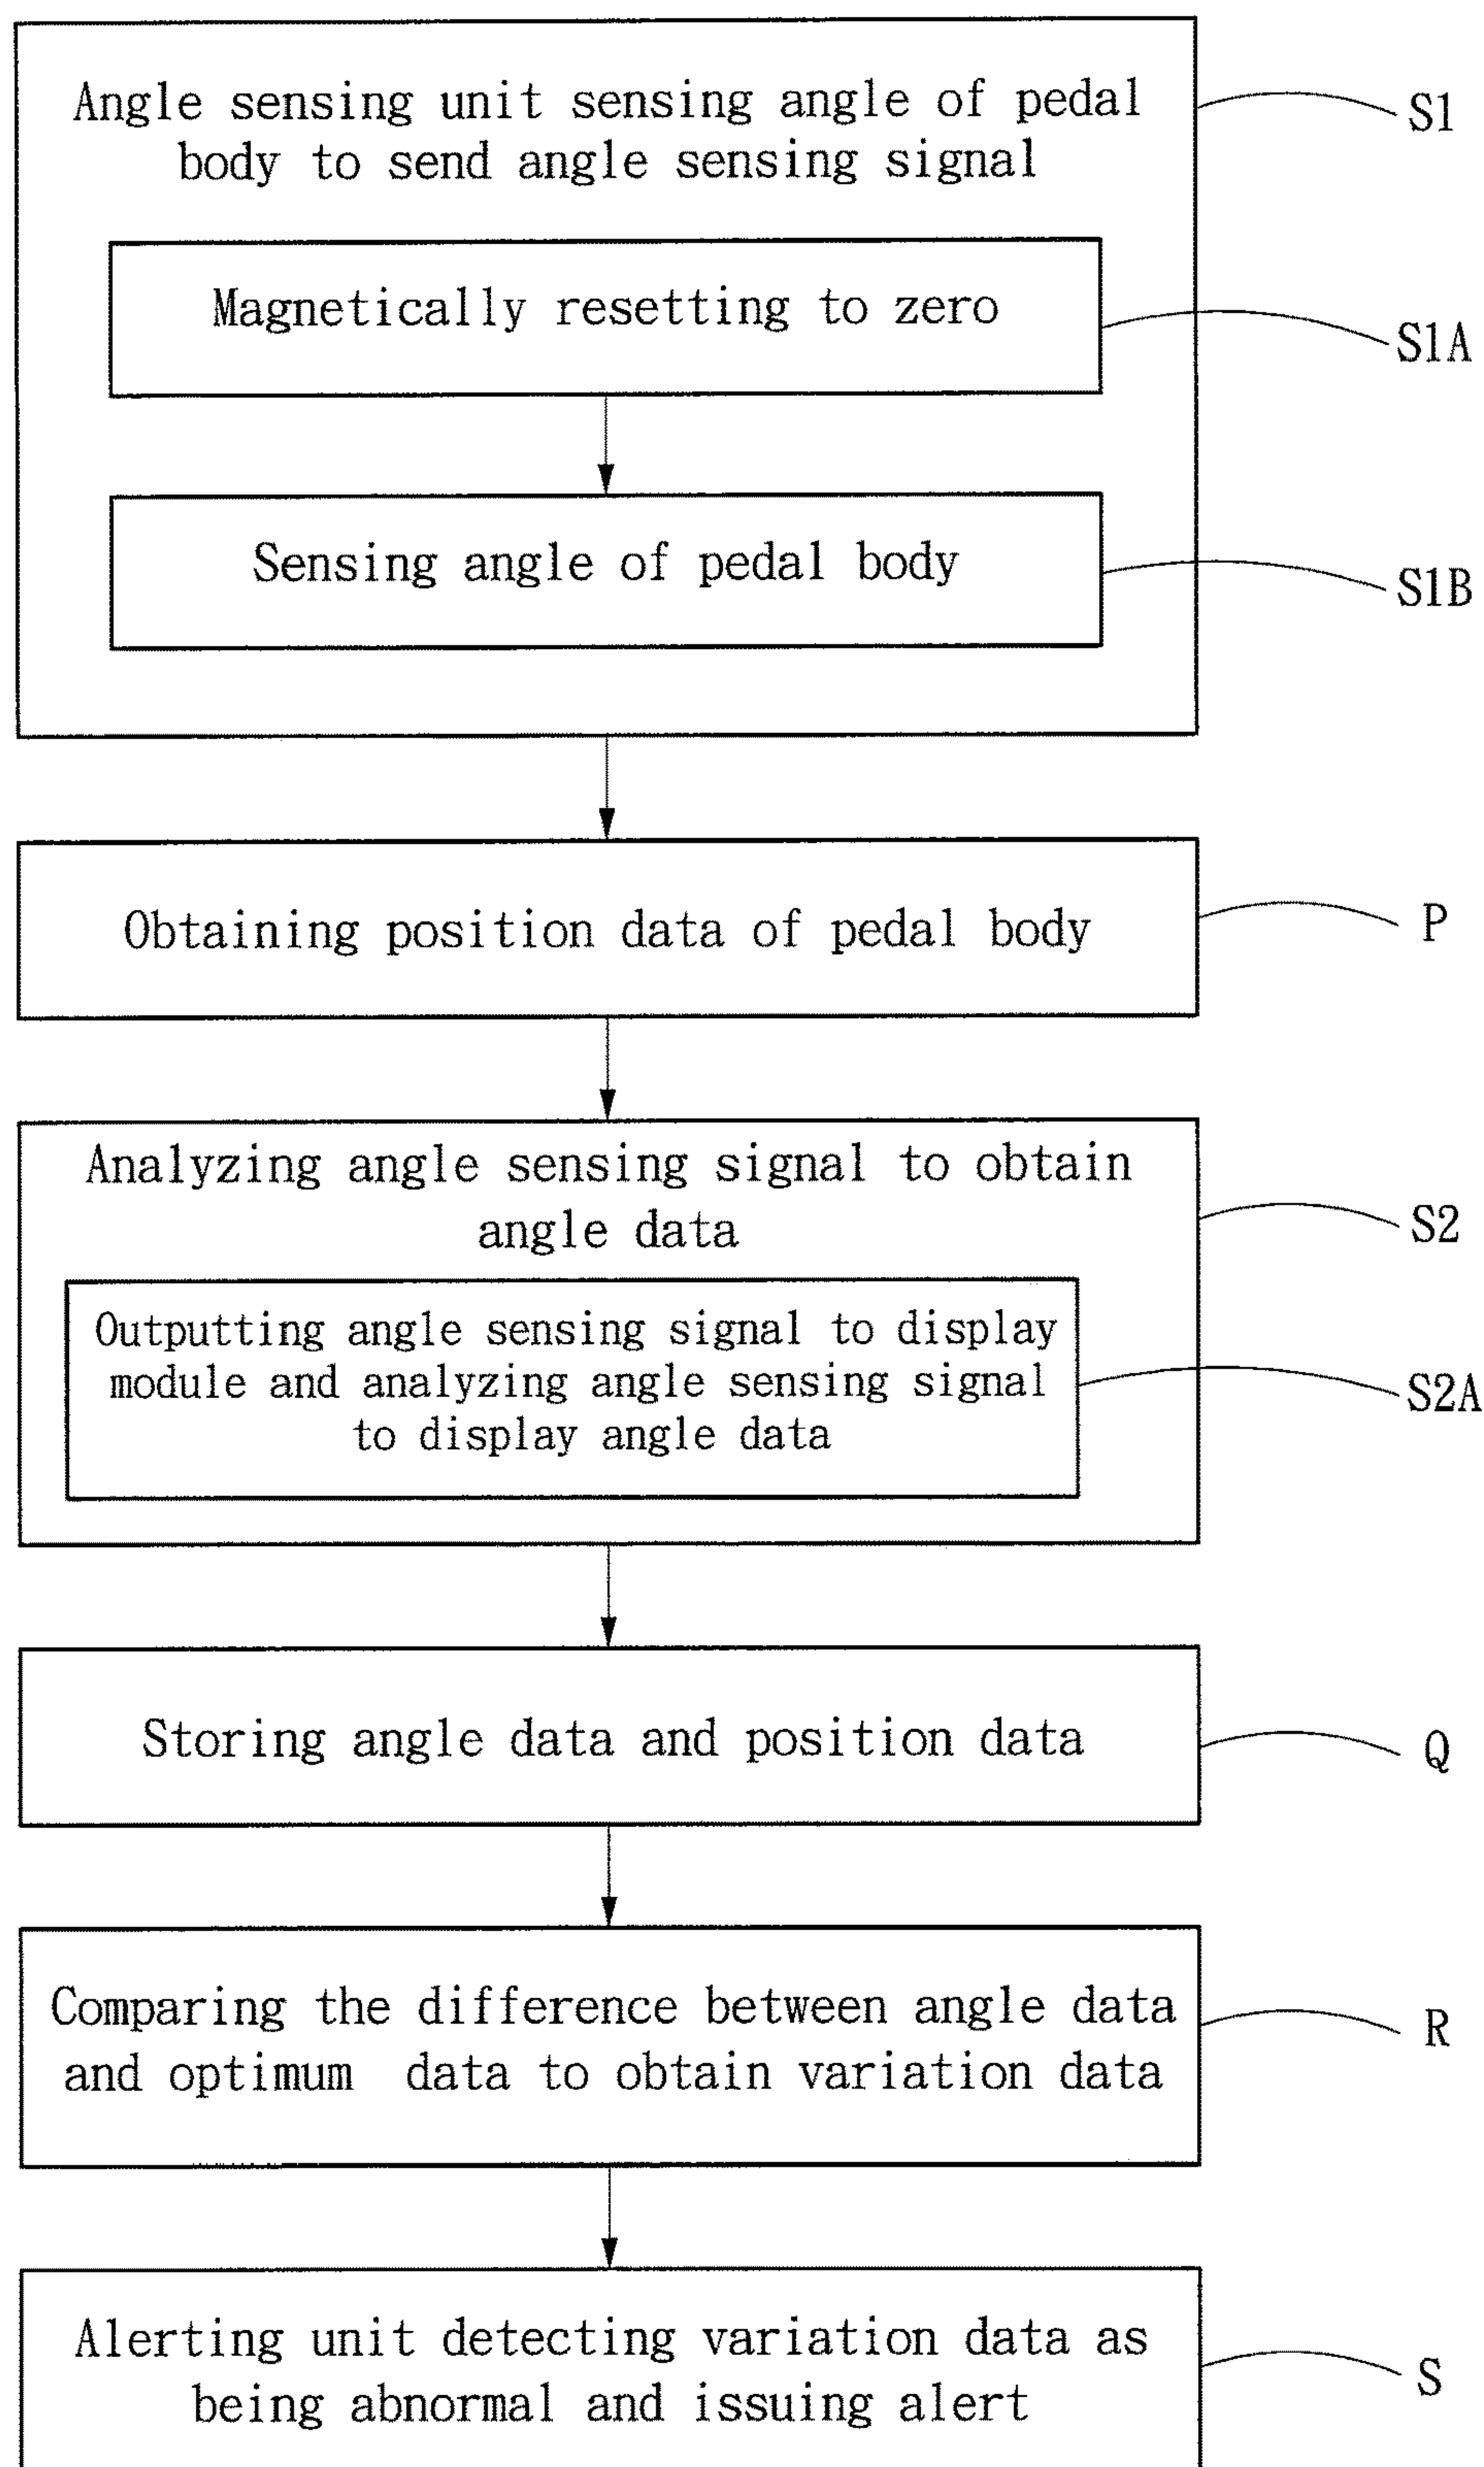 Angle sensing unit sensing angle of pedal
body to send angle sensing signal
S1
Magnetically resetting to zero
S1A
Sensing angle of pedal body
S1B
Obtaining position data of pedal body
P
Analyzing angle sensing signal to obtain
angle data
S2
Outputting angle sensing signal to display
module and analyzing angle sensing signal
to display angle data
S2A
Storing angle data and position data
Q
Comparing the difference between angle data
and optimum data to obtain variation data
R
Alerting unit detecting variation data as
being abnormal and issuing alert
S